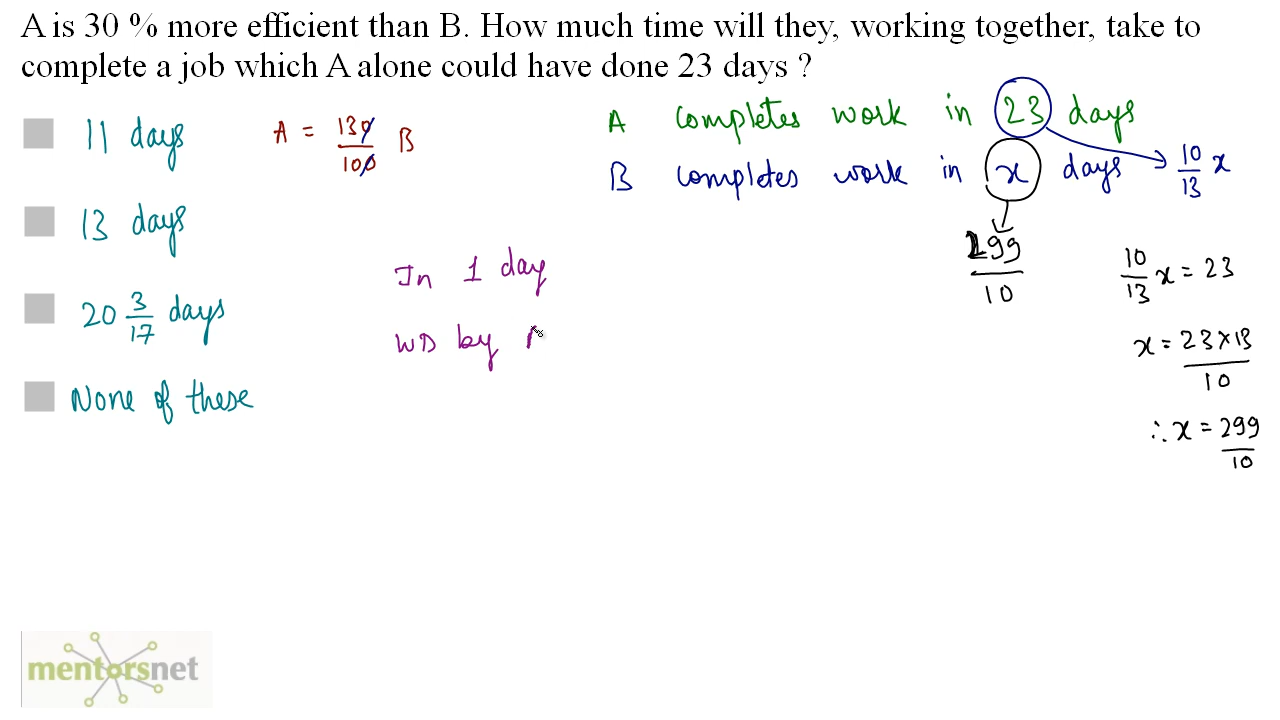 A is 30 % more efficient than B. How much time will they, working together, take to
complete a job which A alone could have done 23 days ?
11 days
13 days
20 3/17 days
None of these
A = 130/100 B
In 1 day
WD by
A completes work in 23 days
B completes work in x days
10/13 x
299/10
10/13 x = 23
x = 23 x 13/10
∴ x = 299/10
mentorsnet